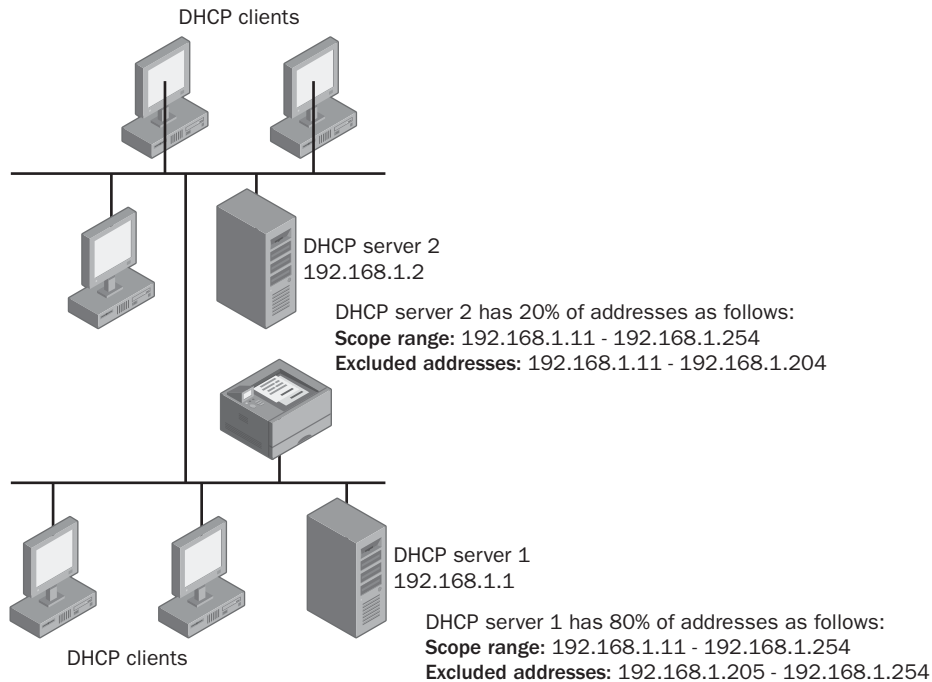 DHCP clients
DHCP server 2
192.168.1.2
DHCP server 2 has 20% of addresses as follows:
Scope range: 192.168.1.11 - 192.168.1.254
Excluded addresses: 192.168.1.11 - 192.168.1.204
DHCP server 1
192.168.1.1
DHCP server 1 has 80% of addresses as follows:
Scope range: 192.168.1.11 - 192.168.1.254
Excluded addresses: 192.168.1.205 - 192.168.1.254
DHCP clients